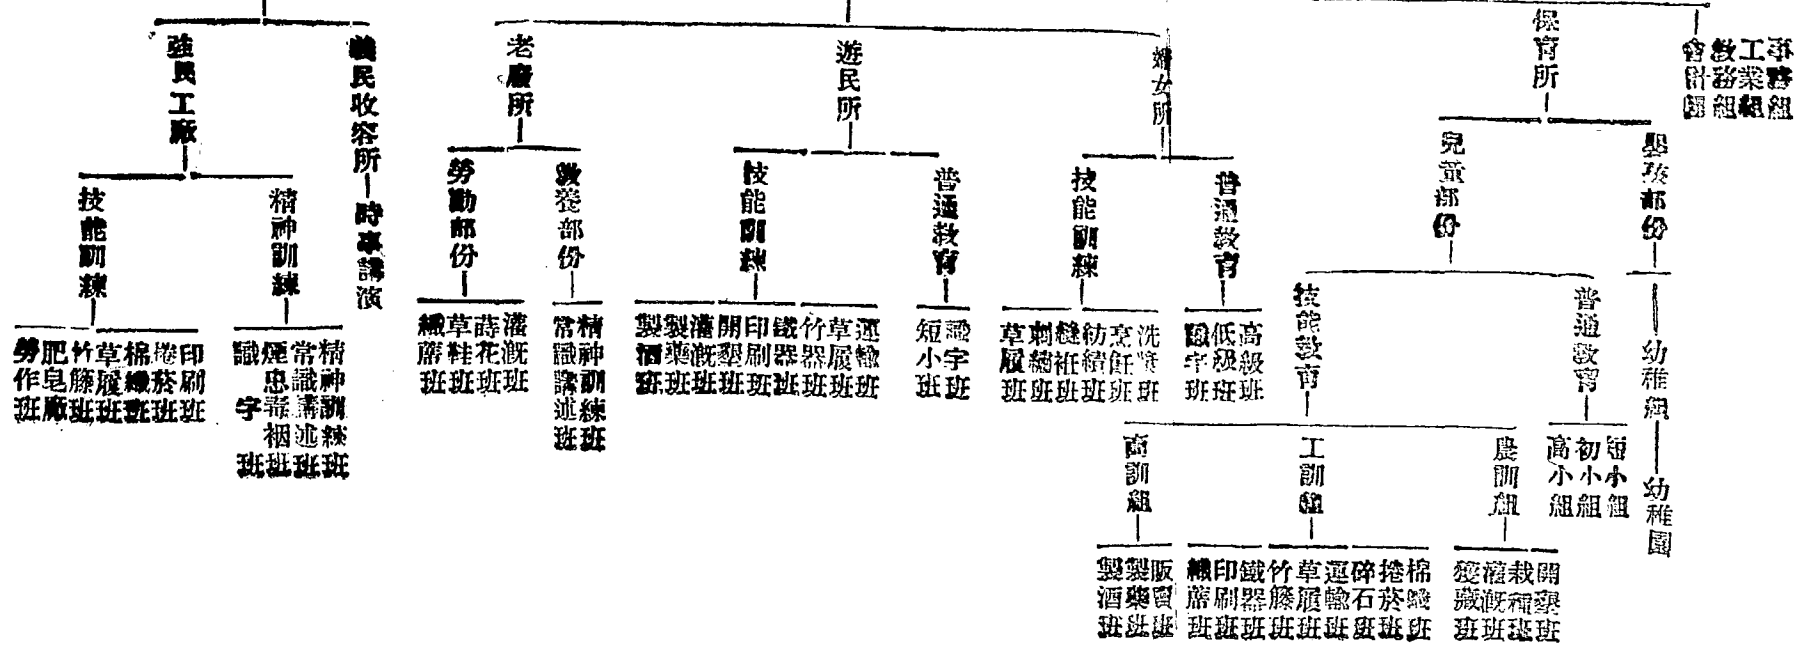 事務組
工業組
教務組
會計組
保育所
嬰孩部份
幼稚組
幼稚園
兒童部份
普通教育
短小組
初小組
高小組
技能教育
農訓組
開墾班
栽種班
灌溉班
獲藏班
工訓組
棉織班
捲菸班
碎石班
運輸班
草履班
竹籐班
鐵器班
印刷班
織蓆班
商訓組
販賣班
製藥班
製酒班
婦女所
普通教育
高級班
低級班
識字班
技能訓練
洗濯班
烹飪班
紡績班
縫袵班
刺繡班
草履班
遊民所
普通教育
識字班
短小班
技能訓練
運輸班
草履班
竹器班
鐵器班
印刷班
開墾班
灌溉班
製藥班
製酒班
老廢所
教養部份
精神訓練班
常識講述班
勞動部份
灌溉班
蒔花班
草鞋班
織蓆班
義民收容所
時事講演
強民工廠
精神訓練
精神訓練班
常識講述班
煙忠毒祻班
識字班
技能訓練
印刷班
捲菸班
棉織班
草履班
竹籐班
肥皂廠
勞作班